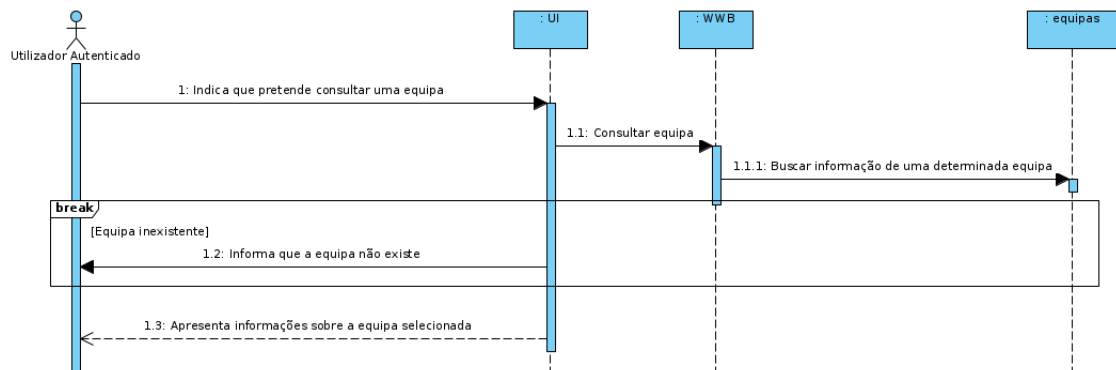 : UI
: WWB
: equipas
Utilizador Autenticado
1: Indica que pretende consultar uma equipa
1.1: Consultar equipa
1.1.1: Buscar informação de uma determinada equipa
break
[Equipa inexistente]
1.2: Informa que a equipa não existe
1.3: Apresenta informações sobre a equipa selecionada